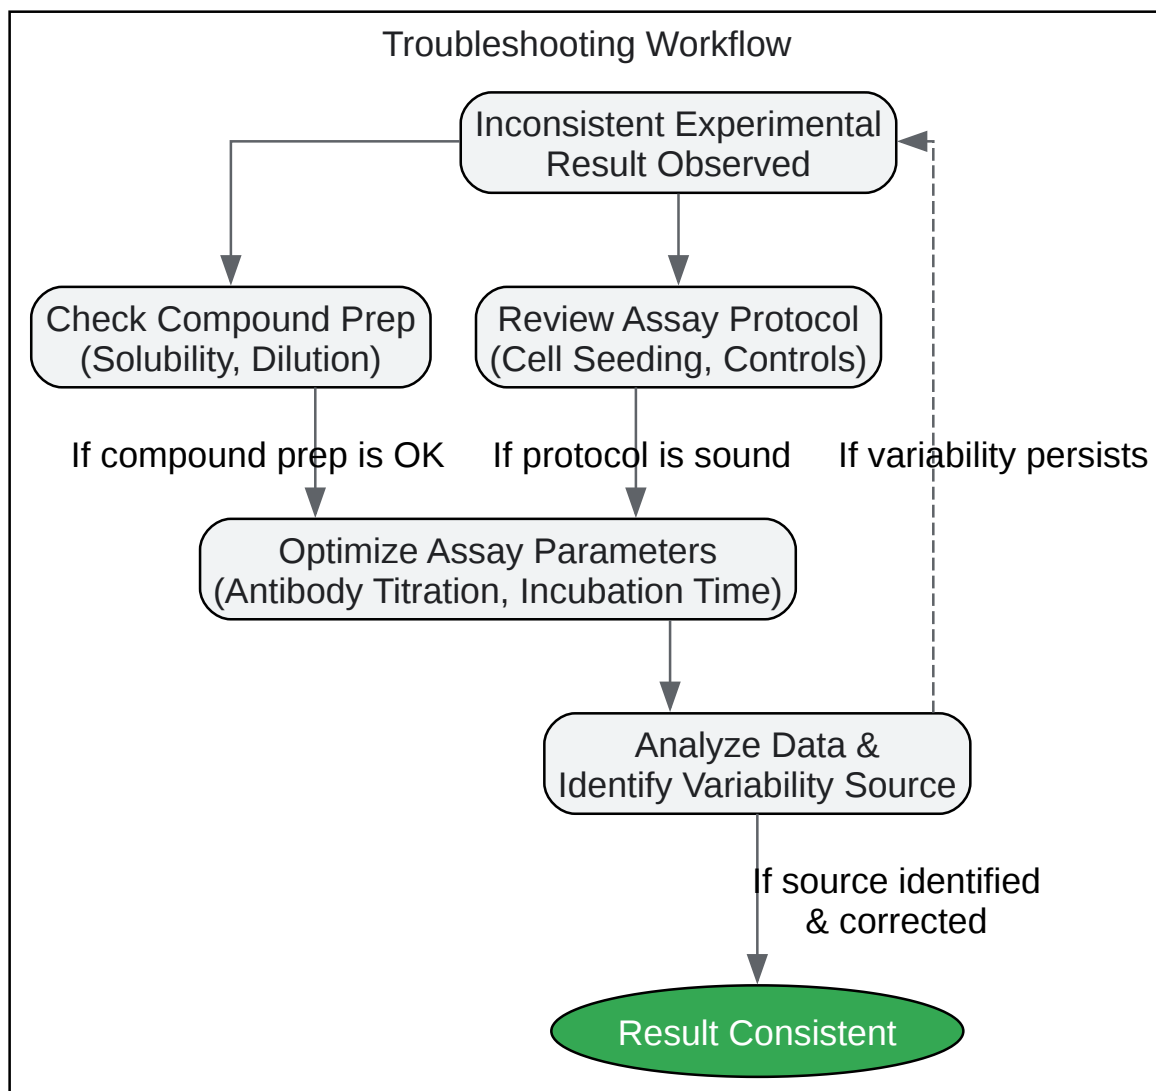 Troubleshooting Workflow
Inconsistent Experimental
Result Observed
Check Compound Prep
(Solubility, Dilution)
Review Assay Protocol
(Cell Seeding, Controls)
If compound prep is OK
If protocol is sound
If variability persists
Optimize Assay Parameters
(Antibody Titration, Incubation Time)
Analyze Data &
Identify Variability Source
If source identified
& corrected
Result Consistent